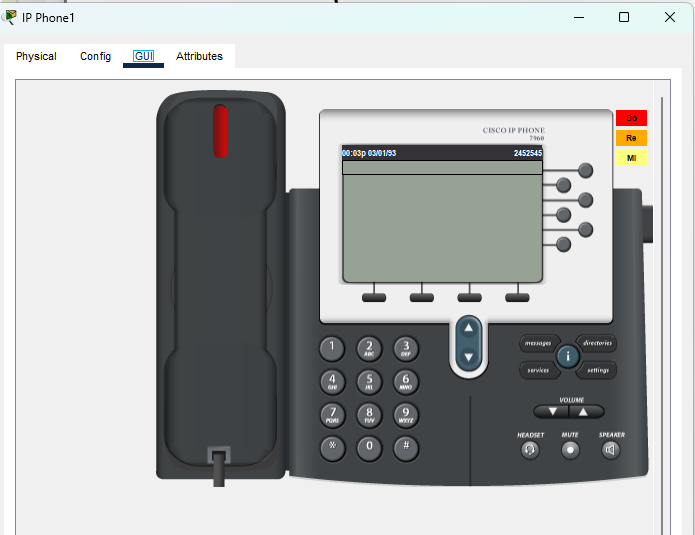 IP Phone1
Physical Config GUI Attributes
CISCO IP PHONE
7960
Do
Re
MI
00:03p 03/01/93 2452545
1 2 ABC 3 DEF
4 GHI 5 JKL 6 MNO
7 PQRS 8 TUV 9 WXYZ
* 0 #
messages directories
i
services settings
VOLUME
HEADSET MUTE SPEAKER